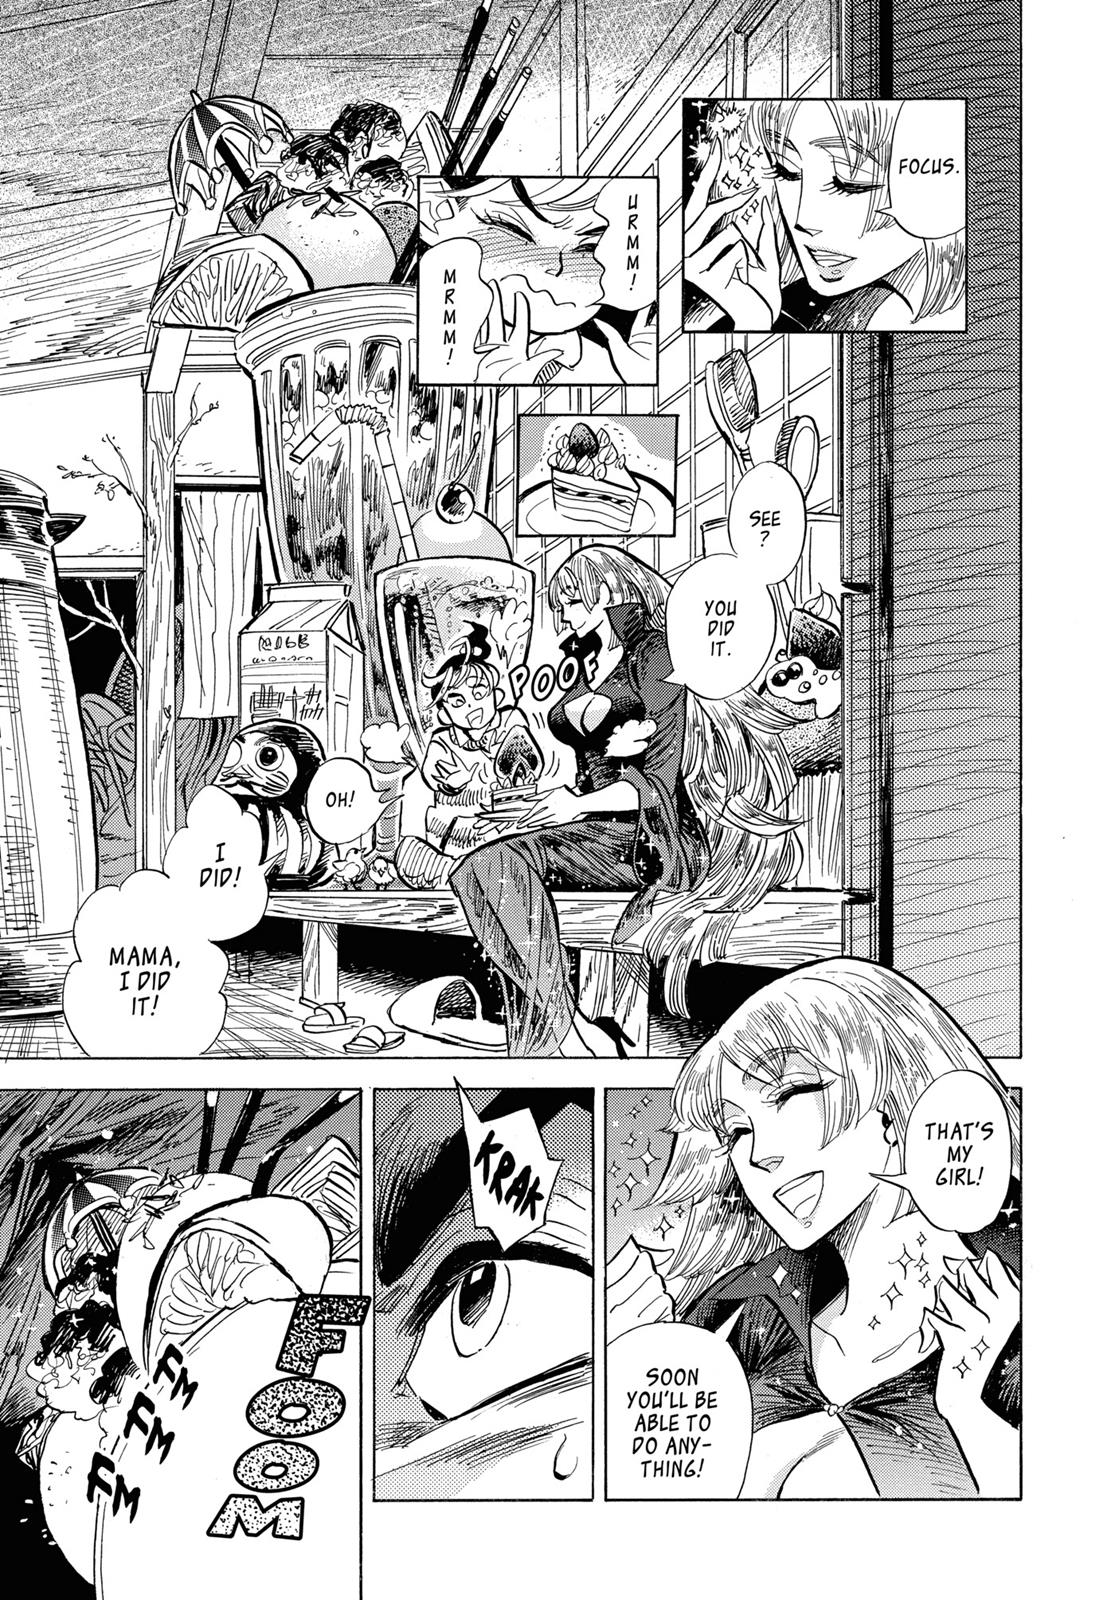 FOCUS.
URMM!
MRMM!
SEE
?
YOU
DID
IT.
POOF
OH!
I
DID!
MAMA,
I DID
IT!
THAT'S
MY
GIRL!
SOON
YOU'LL BE
ABLE TO
DO ANY-
THING!
KRAK
FOOOM
FM
FM
FM